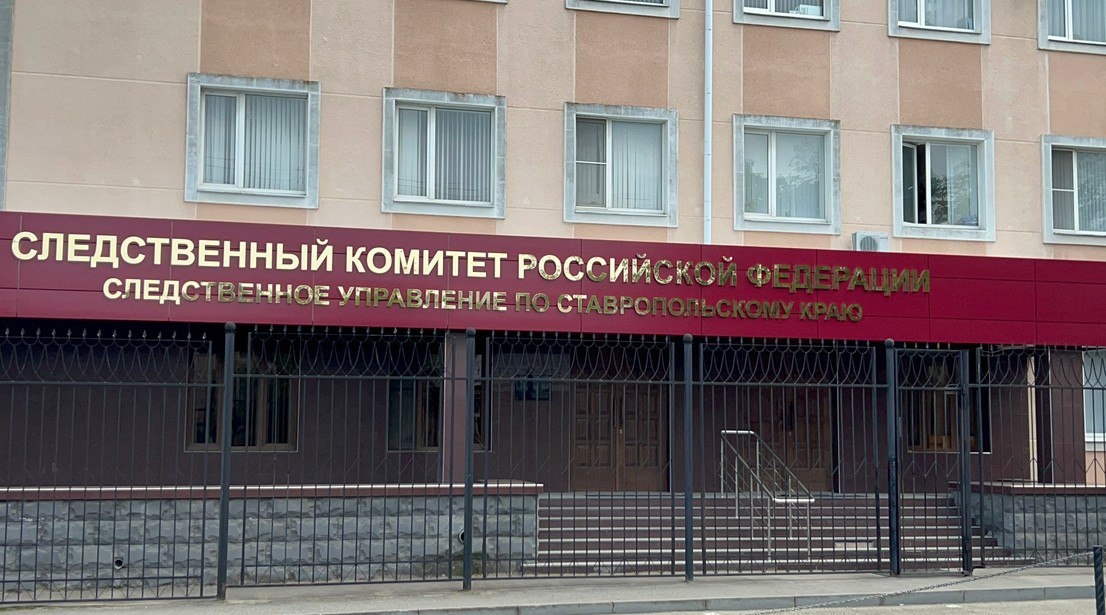 СЛЕДСТВЕННЫЙ КОМИТЕТ РОССИЙСКОЙ ФЕДЕРАЦИИ
СЛЕДСТВЕННОЕ УПРАВЛЕНИЕ ПО СТАВРОПОЛЬСКОМУ КРАЮ